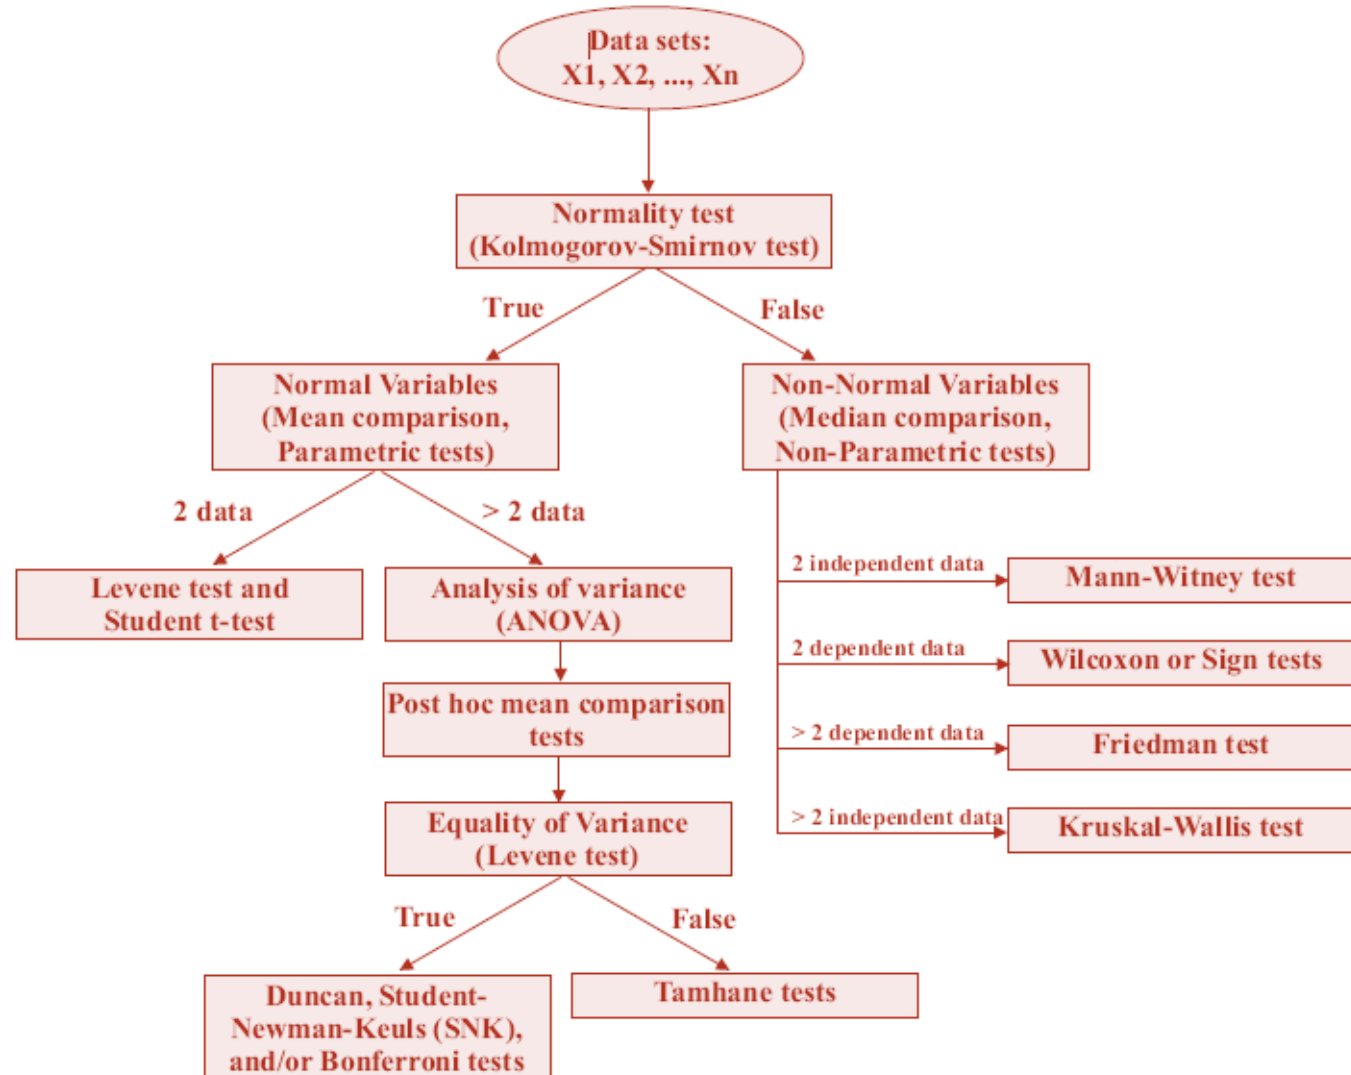 Data sets:
X1, X2, ..., Xn
Normality test
(Kolmogorov-Smirnov test)
True
False
Normal Variables
(Mean comparison,
Parametric tests)
Non-Normal Variables
(Median comparison,
Non-Parametric tests)
2 data
> 2 data
Levene test and
Student t-test
Analysis of variance
(ANOVA)
2 independent data
Mann-Witney test
2 dependent data
Wilcoxon or Sign tests
Post hoc mean comparison
tests
> 2 dependent data
Friedman test
> 2 independent data
Kruskal-Wallis test
Equality of Variance
(Levene test)
True
False
Duncan, Student-
Newman-Keuls (SNK),
and/or Bonferroni tests
Tamhane tests